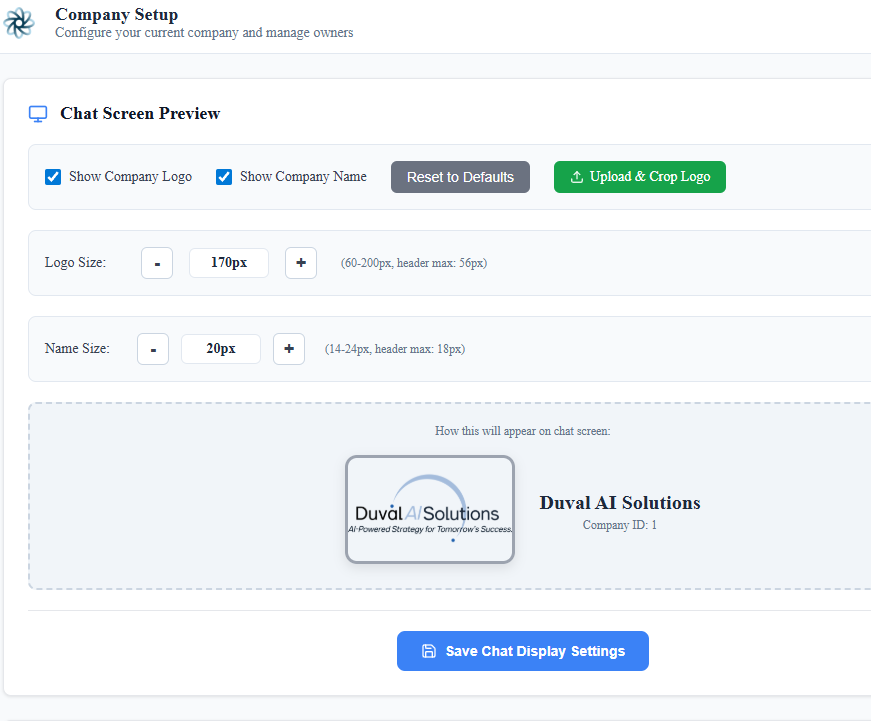 Company Setup
Configure your current company and manage owners
Chat Screen Preview
Show Company Logo
Show Company Name
Reset to Defaults
Upload & Crop Logo
Logo Size:
-
170px
+
(60-200px, header max: 56px)
Name Size:
-
20px
+
(14-24px, header max: 18px)
How this will appear on chat screen:
Duval AI Solutions
AI-Powered Strategy for Tomorrow's Success.
Duval AI Solutions
Company ID: 1
Save Chat Display Settings